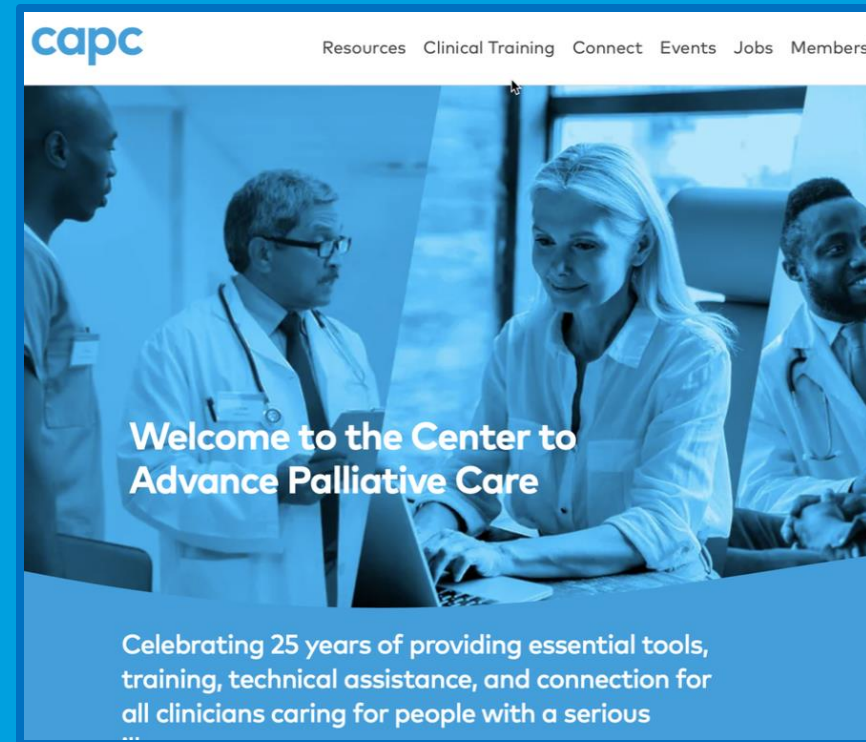 capc
Resources Clinical Training Connect Events Jobs Members
Welcome to the Center to
Advance Palliative Care
Celebrating 25 years of providing essential tools,
training, technical assistance, and connection for
all clinicians caring for people with a serious